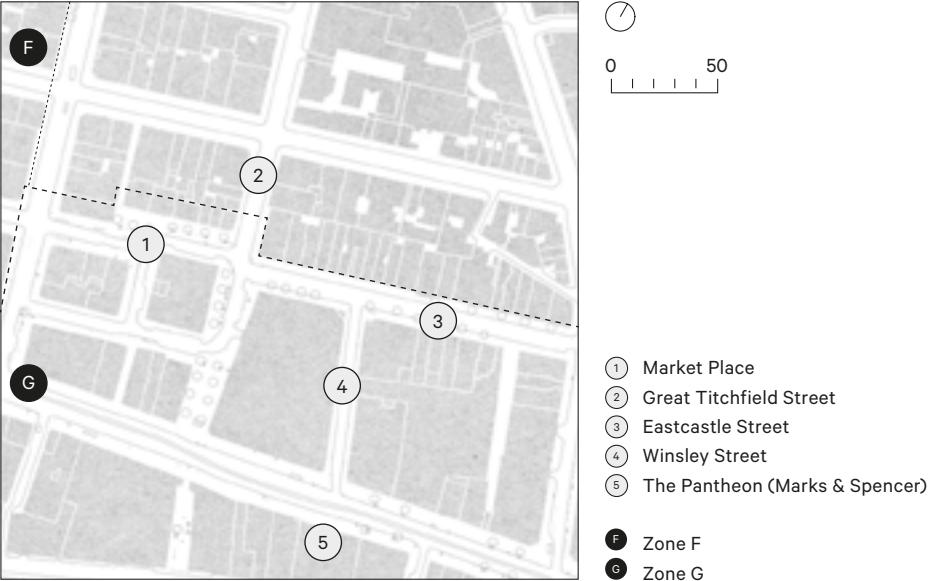 F
2
1
3
G
4
5
0 50
1 Market Place
2 Great Titchfield Street
3 Eastcastle Street
4 Winsley Street
5 The Pantheon (Marks & Spencer)
F Zone F
G Zone G